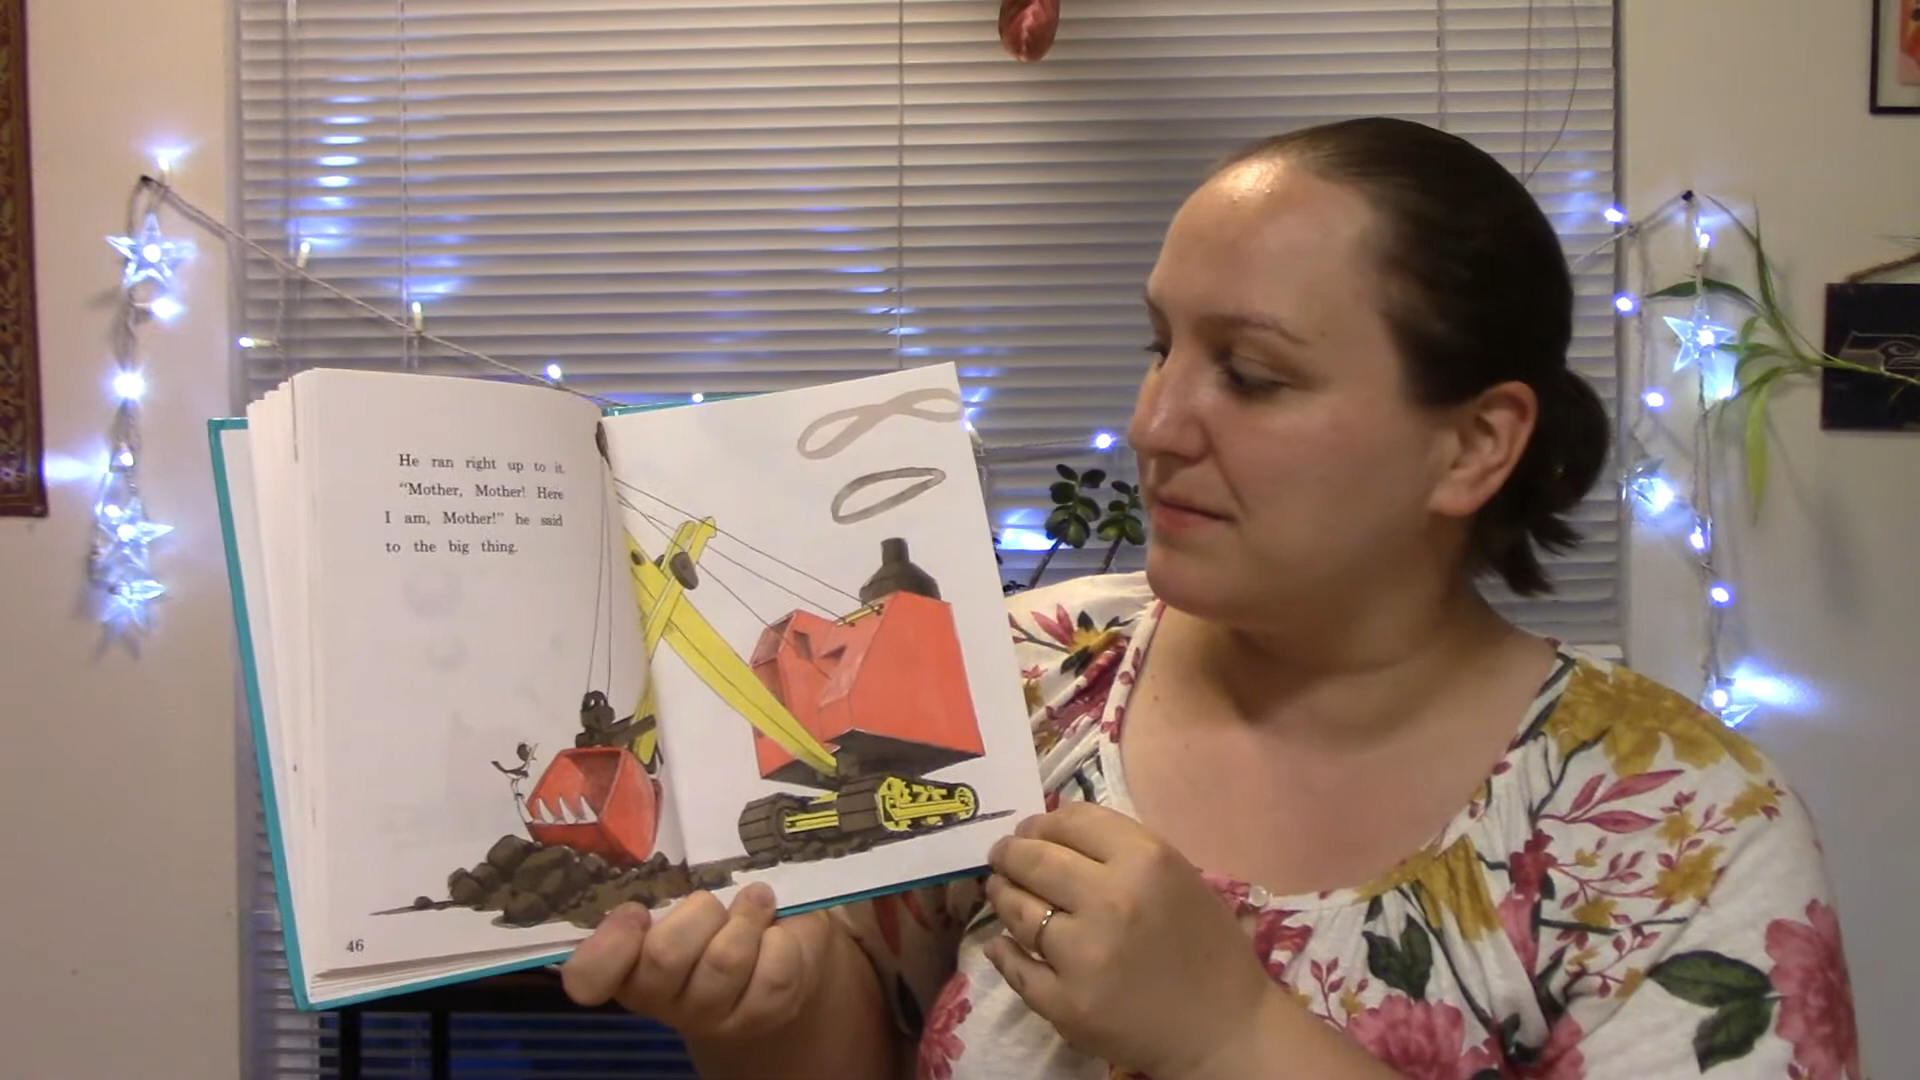 He ran right up to it.
“Mother, Mother! Here
I am, Mother!” he said
to the big thing.
46